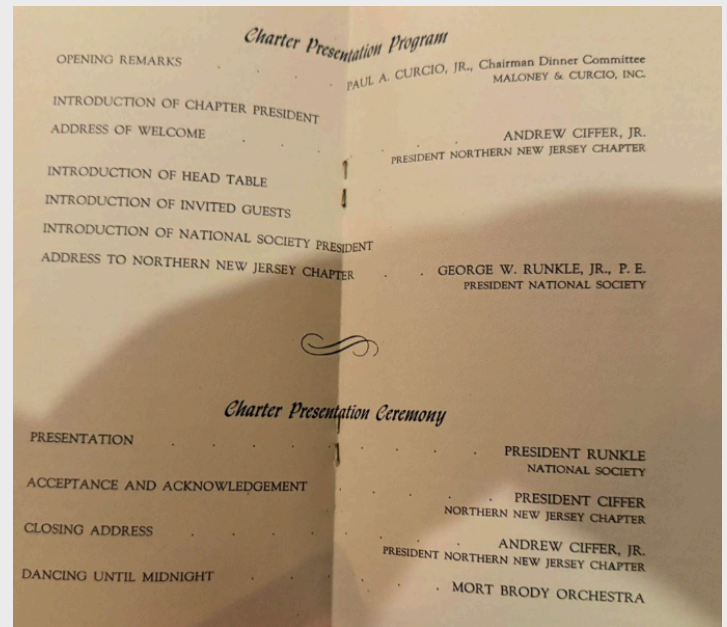 Charter Presentation Program
OPENING REMARKS . . . . PAUL A. CURCIO, JR., Chairman Dinner Committee
MALONEY & CURCIO, INC.
INTRODUCTION OF CHAPTER PRESIDENT
ADDRESS OF WELCOME . . . . ANDREW CIFFER, JR.
PRESIDENT NORTHERN NEW JERSEY CHAPTER
INTRODUCTION OF HEAD TABLE
INTRODUCTION OF INVITED GUESTS
INTRODUCTION OF NATIONAL SOCIETY PRESIDENT
ADDRESS TO NORTHERN NEW JERSEY CHAPTER . . GEORGE W. RUNKLE, JR., P. E.
PRESIDENT NATIONAL SOCIETY
Charter Presentation Ceremony
PRESENTATION . . . . . . . . PRESIDENT RUNKLE
NATIONAL SOCIETY
ACCEPTANCE AND ACKNOWLEDGEMENT . . . . . PRESIDENT CIFFER
NORTHERN NEW JERSEY CHAPTER
CLOSING ADDRESS . . . . . . . ANDREW CIFFER, JR.
PRESIDENT NORTHERN NEW JERSEY CHAPTER
DANCING UNTIL MIDNIGHT . . . . . . . MORT BRODY ORCHESTRA